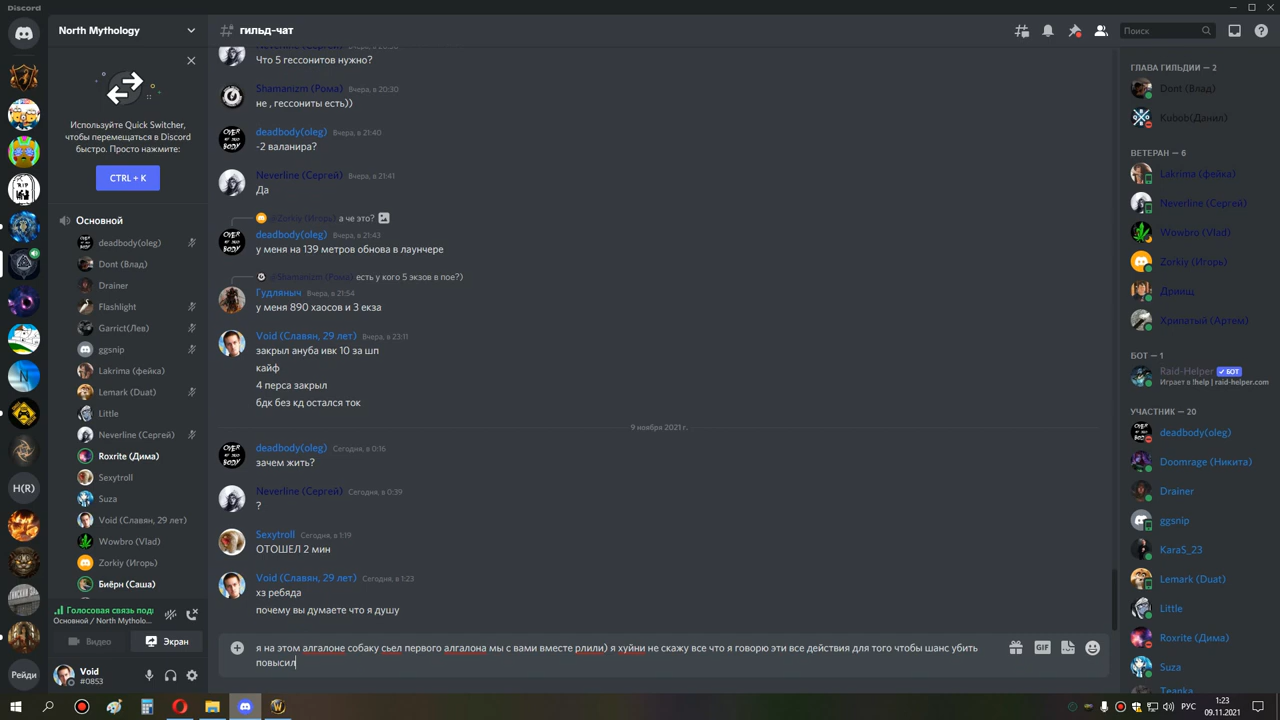 Discord
North Mythology
гильд-чат
Поиск
Используйте Quick Switcher,
чтобы перемещаться в Discord
быстро. Просто нажмите:
CTRL + K
Основной
deadbody(oleg)
Dont (Влад)
Drainer
Flashlight
Garrict(Лев)
ggsnip
Lakrima (фейка)
Lemark (Duat)
Little
Neverline (Сергей)
Roxrite (Дима)
Sexytroll
Suza
Void (Славян, 29 лет)
Wowbro (Vlad)
Zorkiy (Игорь)
Биёрн (Саша)
H(R)
Рейди
Голосовая связь подк
Основной / North Mytholo...
Видео
Экран
Void
#0853
Что 5 гессонитов нужно?
Shamanizm (Рома) Вчера, в 20:30
не , гессониты есть))
deadbody(oleg) Вчера, в 21:40
-2 валанира?
Neverline (Сергей) Вчера, в 21:41
Да
@Zorkiy (Игорь) а че это?
deadbody(oleg) Вчера, в 21:43
у меня на 139 метров обнова в лаунчере
@Shamanizm (Рома) есть у кого 5 экзов в пое?)
Гудляныч Вчера, в 21:54
у меня 890 хаосов и 3 екза
Void (Славян, 29 лет) Вчера, в 23:11
закрыл ануба ивк 10 за шп
кайф
4 перса закрыл
бдк без кд остался ток
9 ноября 2021 г.
deadbody(oleg) Сегодня, в 0:16
зачем жить?
Neverline (Сергей) Сегодня, в 0:39
?
Sexytroll Сегодня, в 1:19
ОТОШЕЛ 2 МИН
Void (Славян, 29 лет) Сегодня, в 1:23
хз ребяда
почему вы думаете что я душу
я на этом алгалоне собаку сьел первого алгалона мы с вами вместе рлили) я хуйни не скажу все что я говорю эти все действия для того чтобы шанс убить
повысил
GIF
ГЛАВА ГИЛЬДИИ — 2
Dont (Влад)
Kubob(Данил)
ВЕТЕРАН — 6
Lakrima (фейка)
Neverline (Сергей)
Wowbro (Vlad)
Zorkiy (Игорь)
Дрищ
Хрипатый (Артем)
БОТ — 1
Raid-Helper ✓ БОТ
Играет в !help | raid-helper.com
УЧАСТНИК — 20
deadbody(oleg)
Doomrage (Никита)
Drainer
ggsnip
KaraS_23
Lemark (Duat)
Little
Roxrite (Дима)
Suza
РУС
1:23
09.11.2021